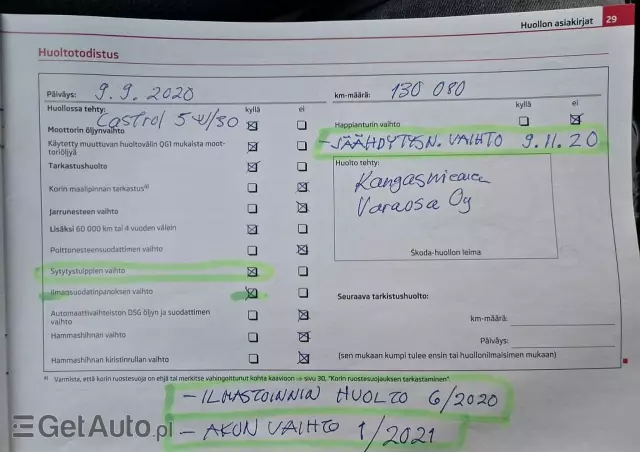 Huollon asiakirjat 29
Huoltotodistus
Päiväys: 9.9.2020 km-määrä: 130 080
Huollossa tehty: kyllä ei
Castrol 5W/30
Moottorin öljynvaihto
Käytetty muuttuvan huoltovälin QG1 mukaista moottoriöljyä
Tarkastushuolto
Korin maalipinnan tarkastus a)
Jarrunesteen vaihto
Lisäksi 60 000 km tai 4 vuoden välein
Polttonesteensuodattimen vaihto
Sytytystulppien vaihto
Ilmansuodatinpanoksen vaihto
Automaattivaihteiston DSG öljyn ja suodattimen
vaihto
Hammashihnan vaihto
Hammashihnan kiristinrullan vaihto
kyllä ei
Happianturin vaihto
- JÄÄHDYTYSN. VAIHTO 9.11.20
Huolto tehty:
Varaosa Oy
Škoda-huollon leima
Seuraava tarkistushuolto:
km-määrä:
Päiväys:
(sen mukaan kumpi tulee ensin tai huollonilmaisimen mukaan)
a) Varmista, että korin ruostesuoja on ehjä tai merkitse vahingoittunut kohta kaavioon ⇒ sivu 30, "Korin ruostesuojauksen tarkastaminen".
- ILMASTOINNIN HUOLTO 6/2020
- AKUN VAIHTO 1/2021
GetAuto.pl